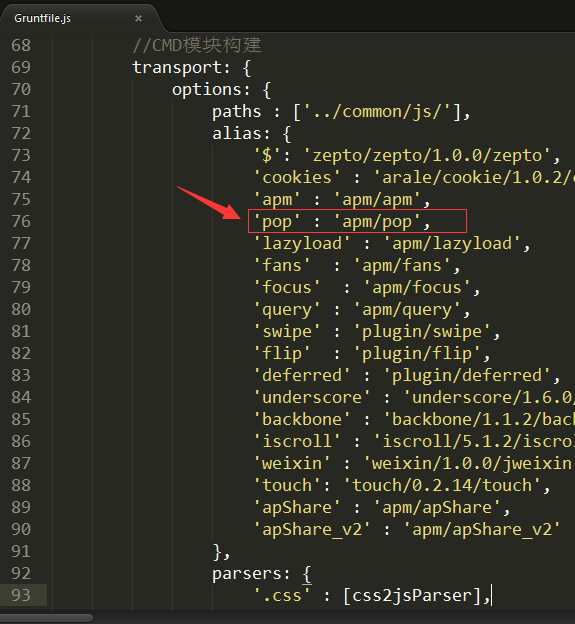 Gruntfile.js ×
68 //CMD模块构建
69 transport: {
70 options: {
71 paths : ['../common/js/'],
72 alias: {
73 '$': 'zepto/zepto/1.0.0/zepto',
74 'cookies' : 'arale/cookie/1.0.2/
75 'apm' : 'apm/apm',
76 'pop' : 'apm/pop',
77 'lazyload' : 'apm/lazyload',
78 'fans'  : 'apm/fans',
79 'focus'  : 'apm/focus',
80 'query' : 'apm/query',
81 'swipe' : 'plugin/swipe',
82 'flip'  : 'plugin/flip',
83 'deferred' : 'plugin/deferred',
84 'underscore' : 'underscore/1.6.0/
85 'backbone' : 'backbone/1.1.2/bac
86 'iscroll' : 'iscroll/5.1.2/iscro
87 'weixin' : 'weixin/1.0.0/jweixin
88 'touch': 'touch/0.2.14/touch',
89 'apShare' : 'apm/apShare',
90 'apShare_v2' : 'apm/apShare_v2'
91 },
92 parsers: {
93 '.css' : [css2jsParser],